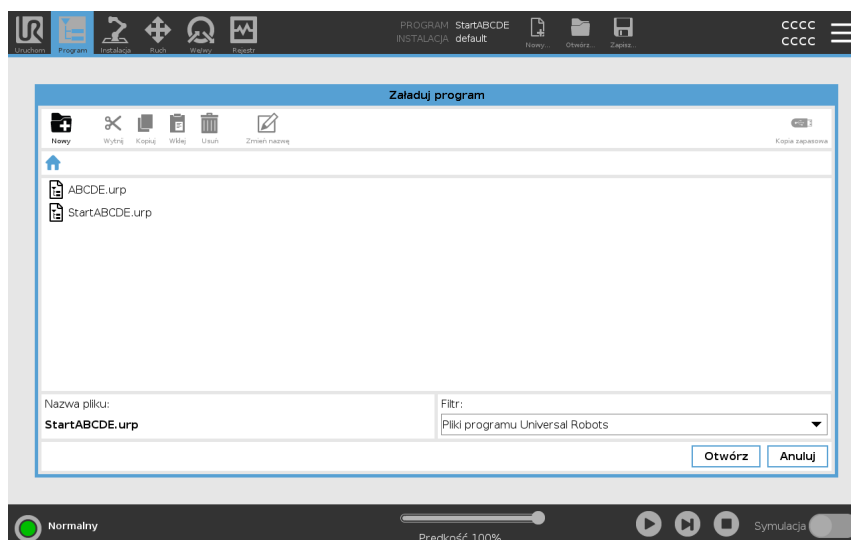 PROGRAM StartABCDE
INSTALACJA default
CCCC
CCCC
Uruchom Program Instalacja Ruch We/wy Rejestr Nowy... Otwórz... Zapisz...
Załaduj program
Nowy Wytnij Kopiuj Wklej Usuń Zmień nazwę Kopia zapasowa
ABCDE.urp
StartABCDE.urp
Nazwa pliku: Filtr:
StartABCDE.urp Pliki programu Universal Robots
Otwórz Anuluj
Normalny Symulacja
Prędkość 100%